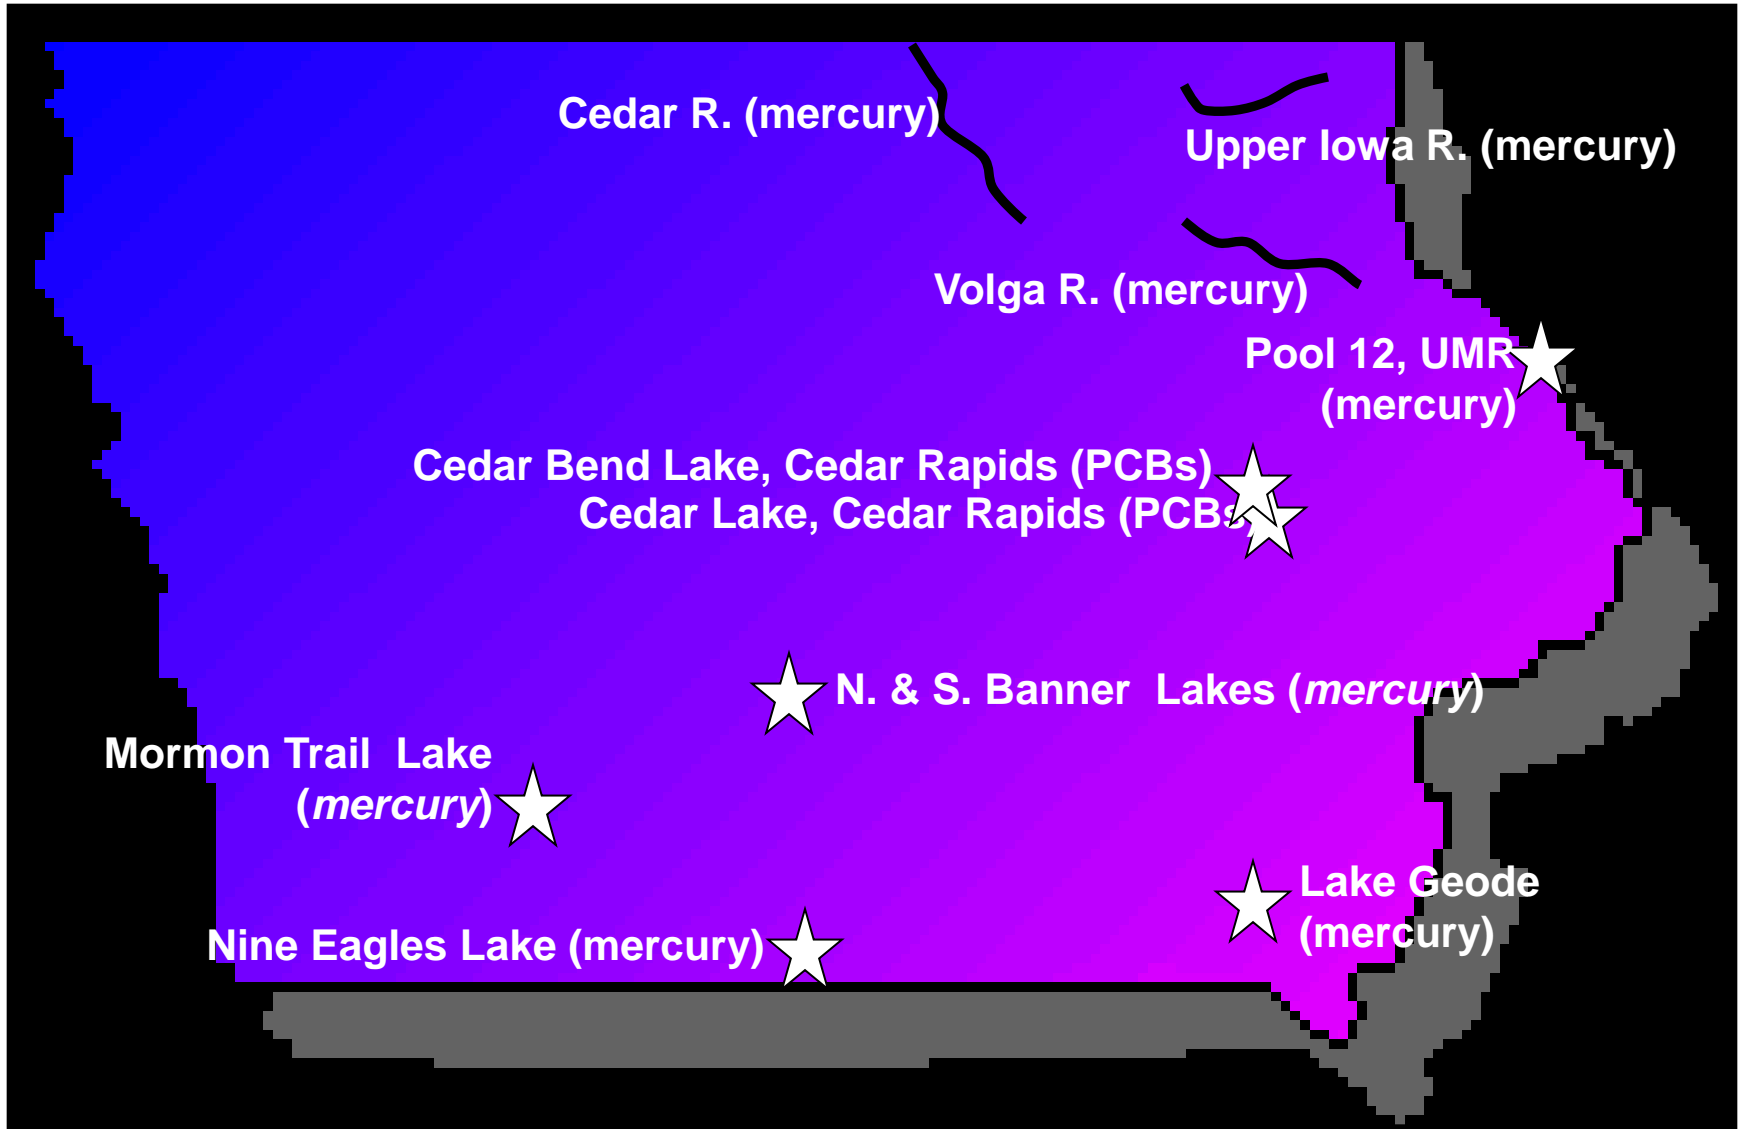 Cedar R. (mercury)
Upper Iowa R. (mercury)
Volga R. (mercury)
Pool 12, UMR
(mercury)
Cedar Bend Lake, Cedar Rapids (PCBs)
Cedar Lake, Cedar Rapids (PCBs)
N. & S. Banner  Lakes (mercury)
Mormon Trail  Lake
(mercury)
Lake Geode
(mercury)
Nine Eagles Lake (mercury)